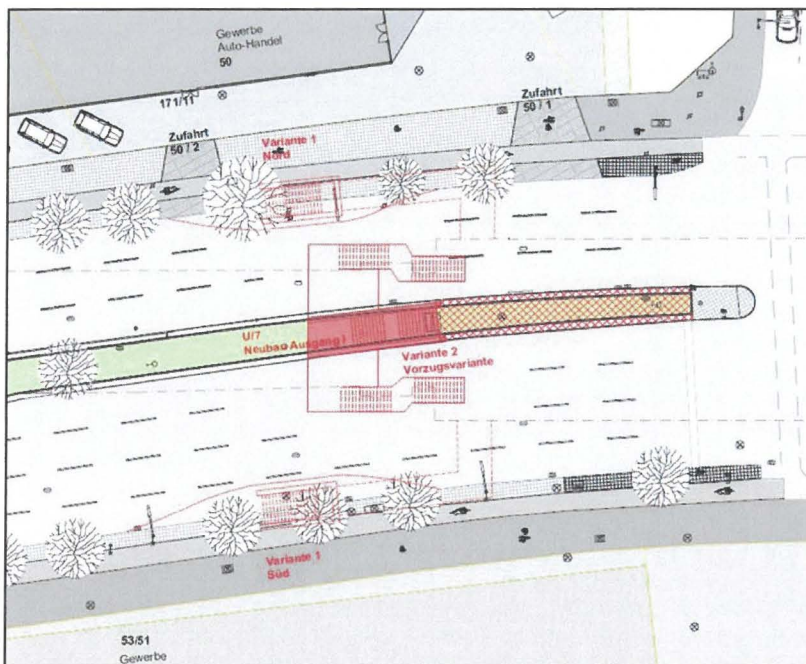 Gewerbe
Auto-Handel
50
171/11
Zufahrt
50 / 2
Zufahrt
50 / 1
Variante 1
Nord
U/7
Neubau Ausgang I
Variante 2
Vorzugsvariante
Variante 1
Süd
53/51
Gewerbe